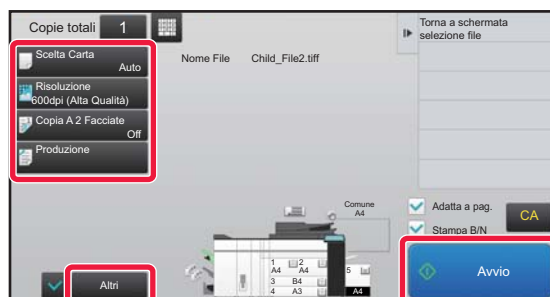 Copie totali 1
Torna a schermata
selezione file
Nome File Child_File2.tiff
Scelta Carta
Auto
Risoluzione
600dpi (Alta Qualità)
Copia A 2 Facciate
Off
Produzione
Comune
A4
Adatta a pag.
CA
Stampa B/N
1 2
A4 A4
5
3 B4
4 A3
A4
Altri
Avvio